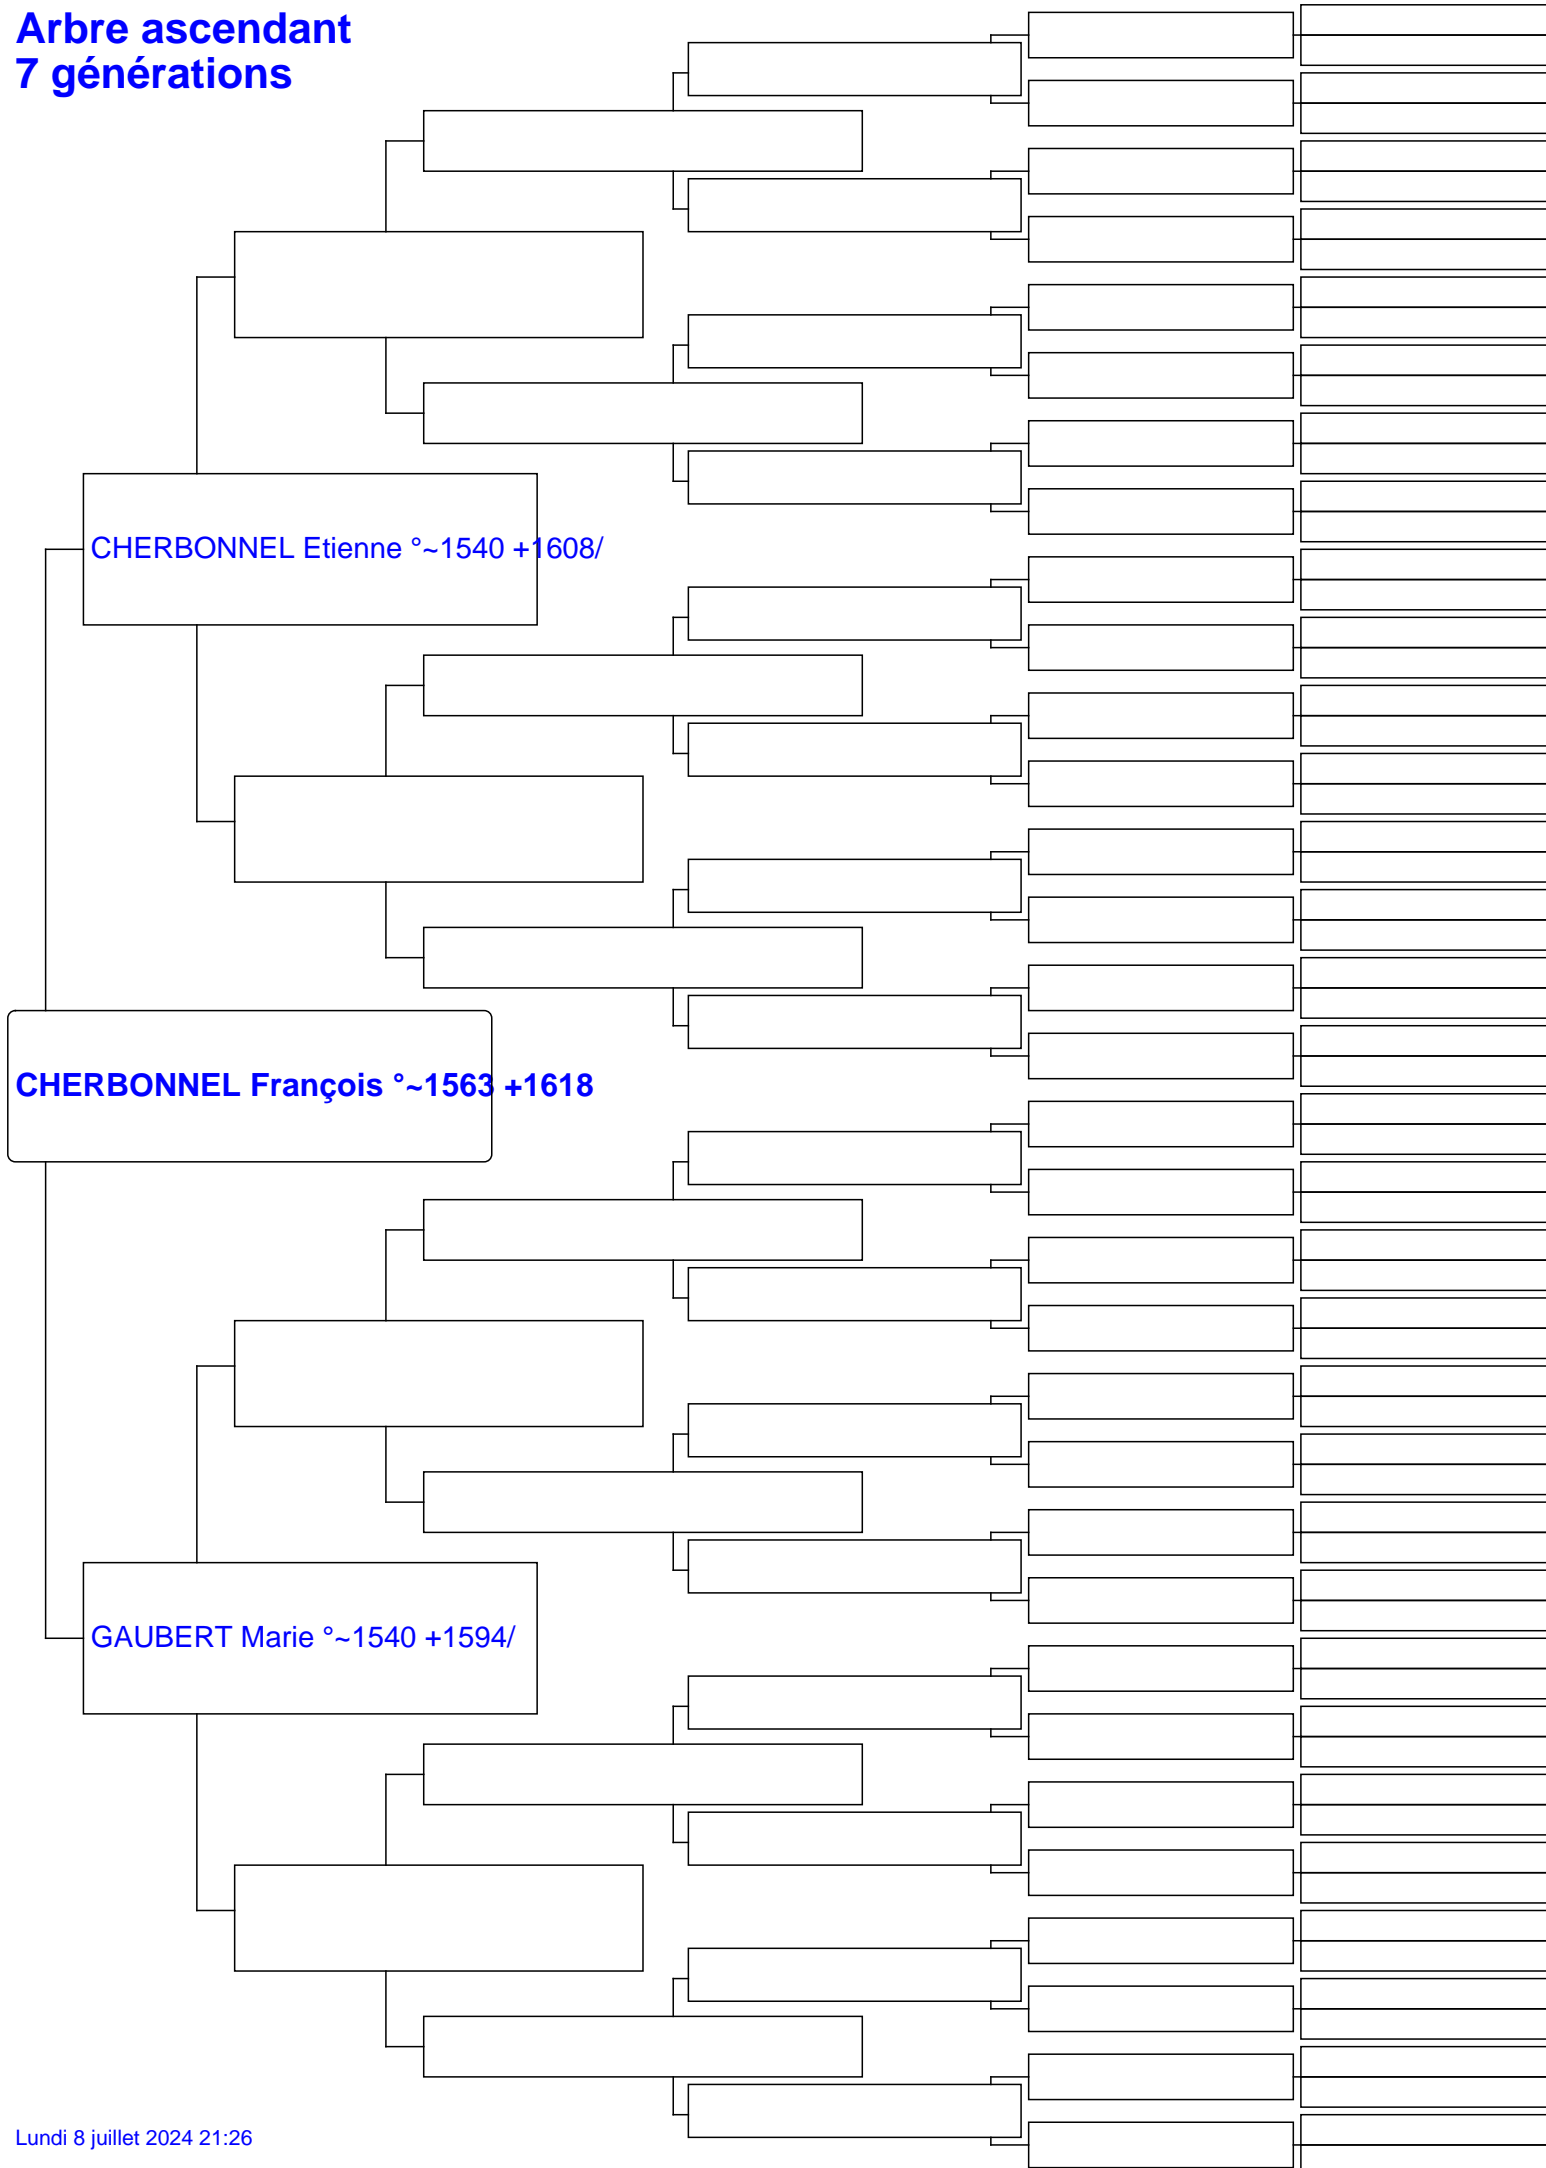 Arbre ascendant
7 générations
CHERBONNEL Etienne °~1540 +1608/
CHERBONNEL François °~1563 +1618
GAUBERT Marie °~1540 +1594/
Lundi 8 juillet 2024 21:26